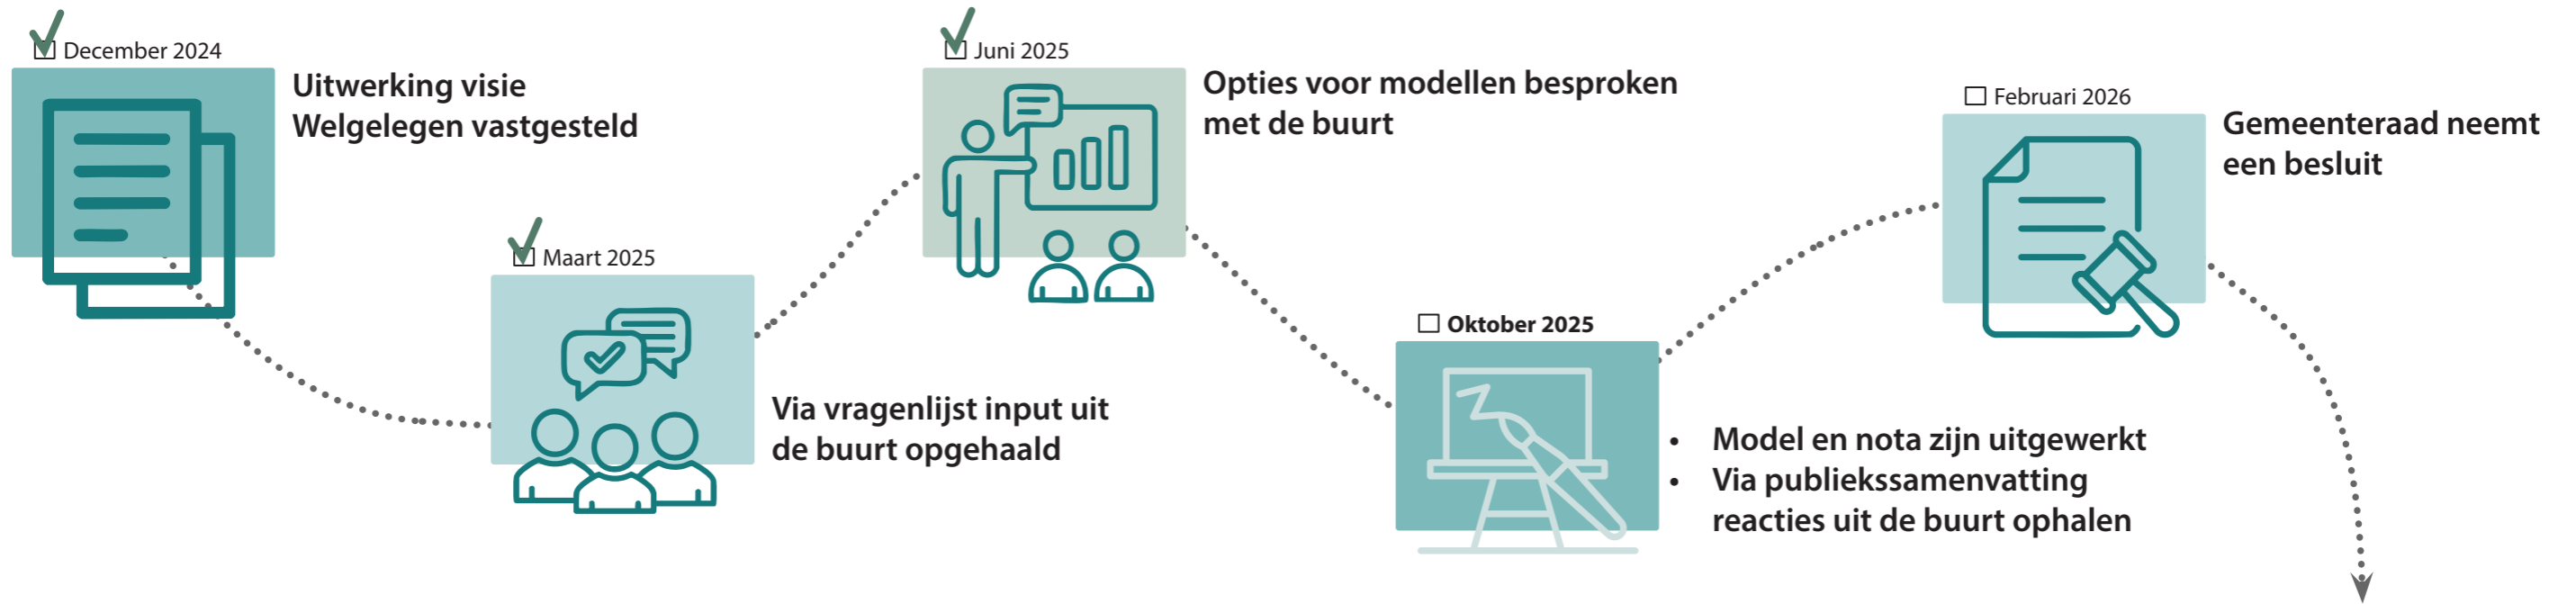 December 2024
Uitwerking visie
Welgelegen vastgesteld
Maart 2025
Via vragenlijst input uit
de buurt opgehaald
Juni 2025
Opties voor modellen besproken
met de buurt
Oktober 2025
• Model en nota zijn uitgewerkt
• Via publiekssamenvatting
reacties uit de buurt ophalen
Februari 2026
Gemeenteraad neemt
een besluit